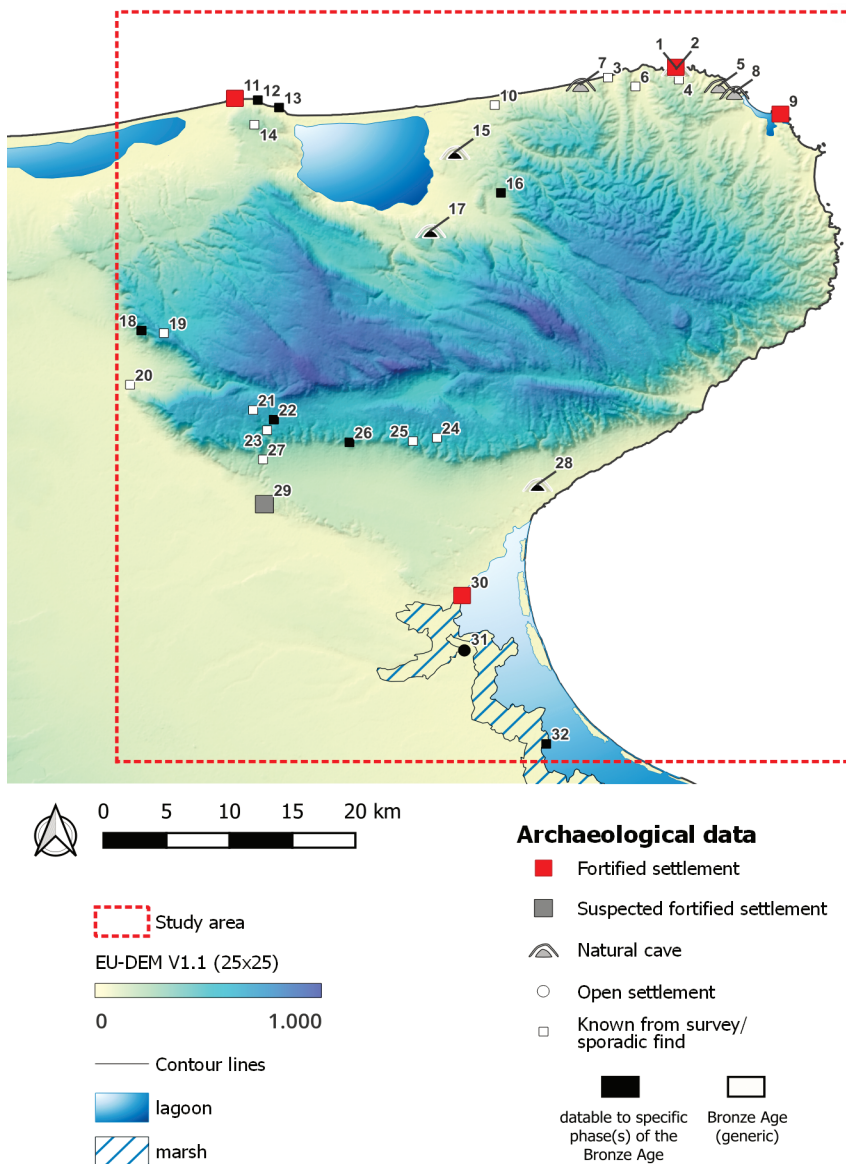 1
2
3
4
5
6
7
8
9
10
11
12
13
14
15
16
17
18
19
20
21
22
23
24
25
26
27
28
29
30
31
32
0 5 10 15 20 km
Study area
EU-DEM V1.1 (25x25)
0 1.000
Contour lines
lagoon
marsh
Archaeological data
Fortified settlement
Suspected fortified settlement
Natural cave
Open settlement
Known from survey/
sporadic find
datable to specific
phase(s) of the
Bronze Age
Bronze Age
(generic)